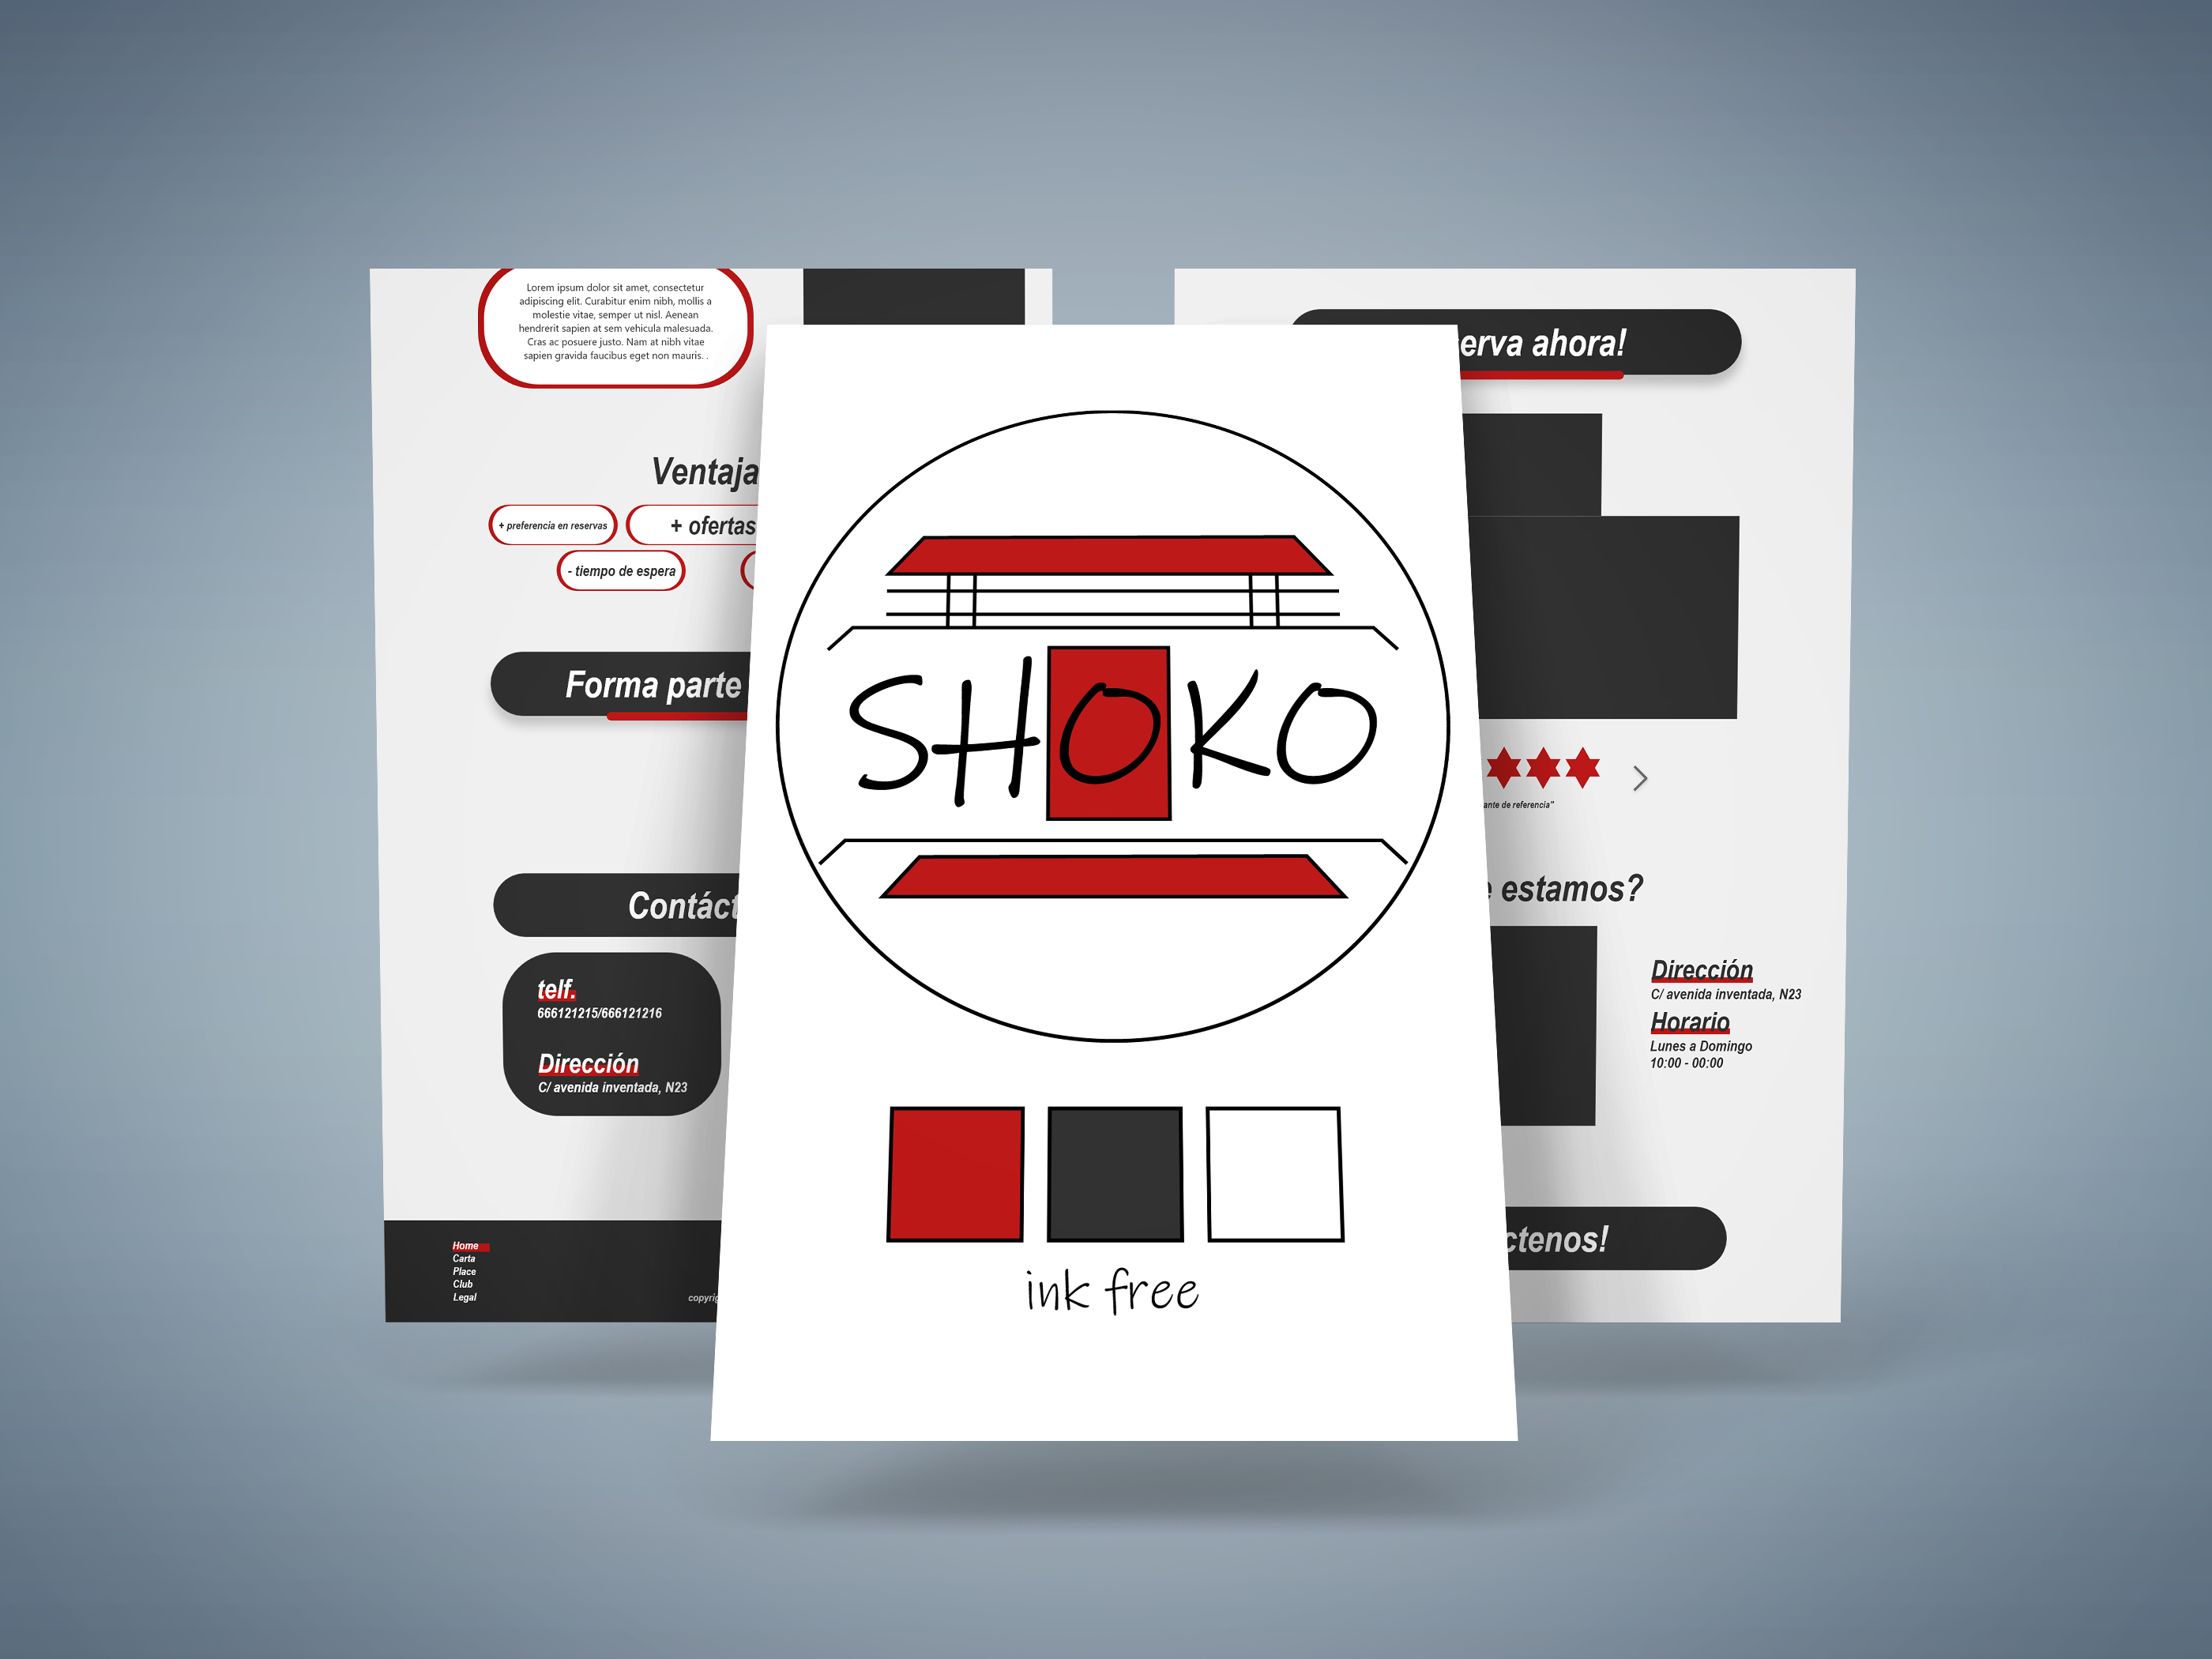 Lorem ipsum dolor sit amet, consectetur
adipiscing elit. Curabitur enim nibh, mollis a
molestie vitae, semper ut nisl. Aenean
hendrerit sapien at sem vehicula malesuada.
Cras ac posuere justo. Nam at nibh vitae
sapien gravida faucibus eget non mauris. .
Ventaja
+ preferencia en reservas
+ ofertas
- tiempo de espera
Forma parte
Contáct
telf.
666121215/666121216
Dirección
C/ avenida inventada, N23
Home
Carta
Place
Club
Legal
copyrig
SHOKO
ink free
erva ahora!
ante de referencia"
e estamos?
Dirección
C/ avenida inventada, N23
Horario
Lunes a Domingo
10:00 - 00:00
ctenos!